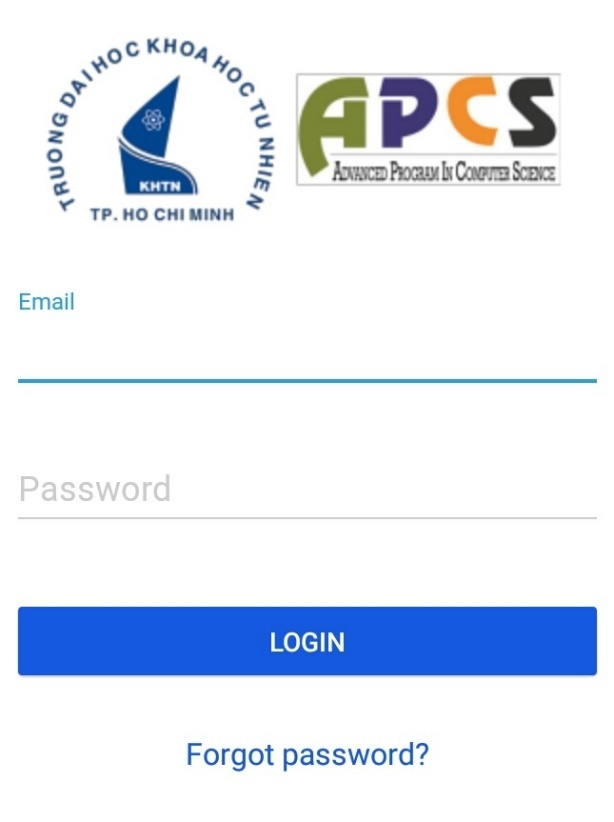 TRUONG DAI HOC KHOA HOC TU NHIEN
KHTN
TP. HO CHI MINH
APCS
ADVANCED PROGRAM IN COMPUTER SCIENCE
Email
Password
LOGIN
Forgot password?